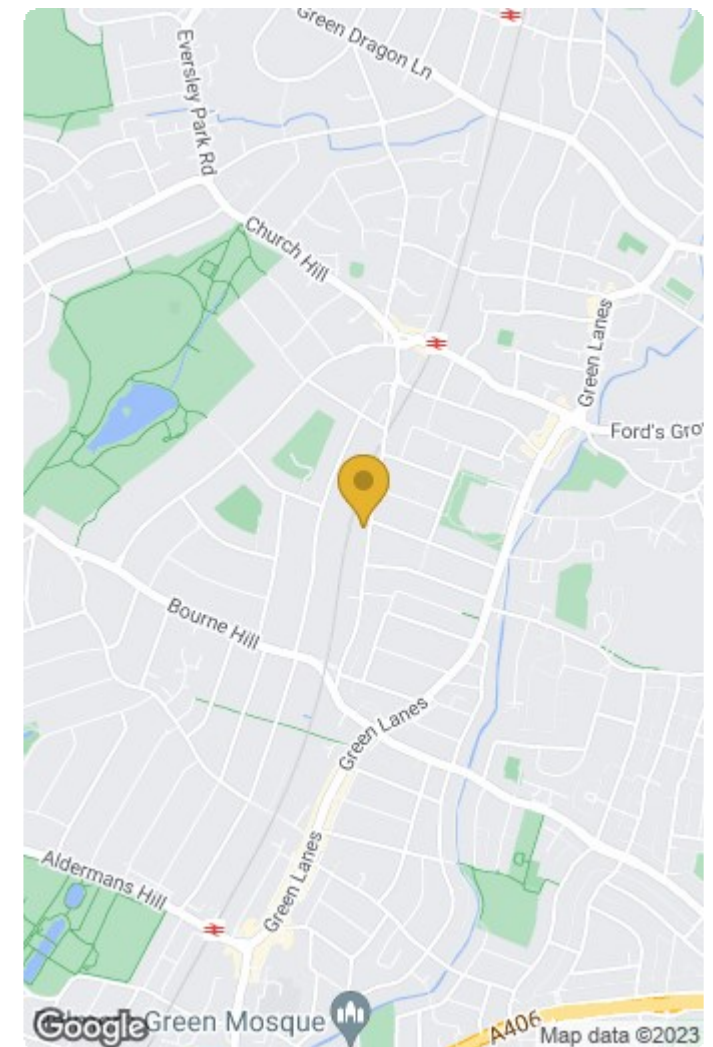 Green Dragon Ln
Eversley Park Rd
Church Hill
Green Lanes
Ford's Gro
Bourne Hill
Green Lanes
Green Lanes
Aldermans Hill
Google
Green Mosque
A406
Map data ©2023